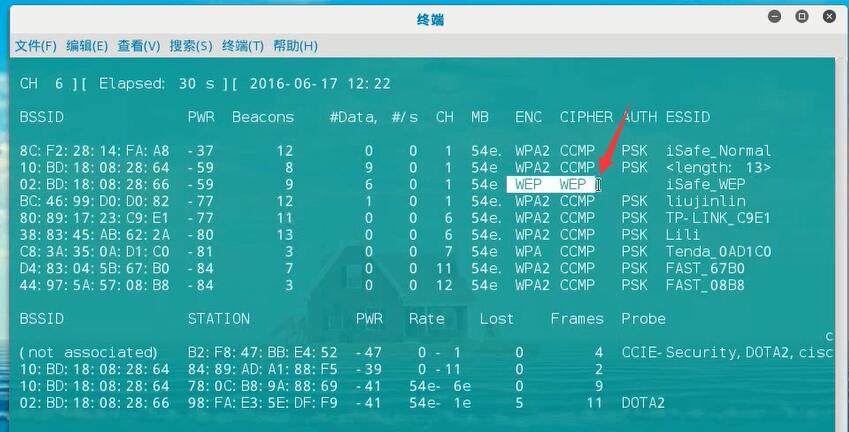 终端
文件(F) 编辑(E) 查看(V) 搜索(S) 终端(T) 帮助(H)
CH 6 ][ Elapsed: 30 s ][ 2016-06-17 12:22
BSSID PWR Beacons #Data, #/s CH MB ENC CIPHER AUTH ESSID
8C:F2:28:14:FA:A8 -37 12 0 0 1 54e. WPA2 CCMP PSK iSafe_Normal
10:BD:18:08:28:64 -59 8 9 0 1 54e. WPA2 CCMP PSK <length: 13>
02:BD:18:08:28:66 -59 9 6 0 1 54e WEP WEP iSafe_WEP
BC:46:99:D0:D0:82 -77 12 1 0 1 54e. WPA2 CCMP PSK liujinlin
80:89:17:23:C9:E1 -77 11 0 0 6 54e. WPA2 CCMP PSK TP-LINK_C9E1
38:83:45:AB:62:2A -80 13 0 0 6 54e. WPA2 CCMP PSK Lili
C8:3A:35:0A:D1:C0 -81 3 0 0 7 54e WPA CCMP PSK Tenda_0AD1C0
D4:83:04:5B:67:B0 -84 7 0 0 11 54e. WPA2 CCMP PSK FAST_67B0
44:97:5A:57:08:B8 -84 3 0 0 12 54e. WPA2 CCMP PSK FAST_08B8
BSSID STATION PWR Rate Lost Frames Probe
c
(not associated) B2:F8:47:BB:E4:52 -47 0 - 1 0 4 CCIE-Security,DOTA2,cisc
10:BD:18:08:28:64 84:89:AD:A1:88:F5 -39 0 -11 0 2
10:BD:18:08:28:64 78:0C:B8:9A:88:69 -41 54e- 6e 0 9
02:BD:18:08:28:66 98:FA:E3:5E:DF:F9 -41 54e- 1e 5 11 DOTA2